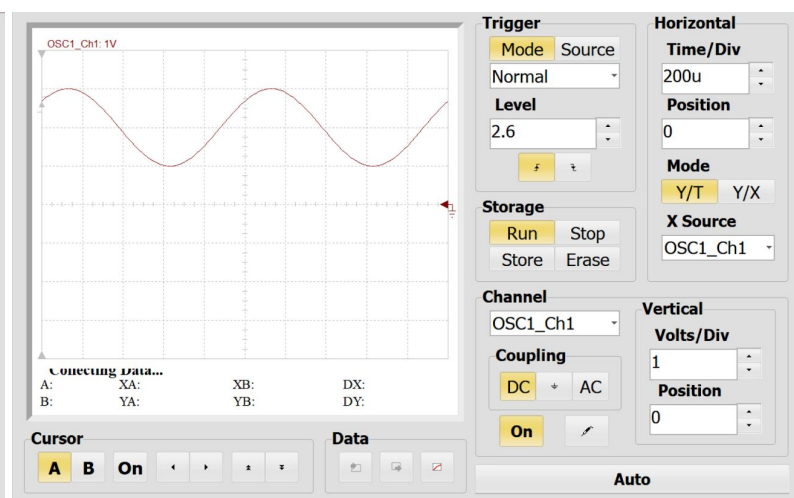 OSC1_Ch1: 1V
Collecting Data...
A: XA: XB: DX:
B: YA: YB: DY:
Cursor
A B On
Data
Trigger
Mode Source
Normal
Level
2.6
Storage
Run Stop
Store Erase
Channel
OSC1_Ch1
Coupling
DC AC
On
Horizontal
Time/Div
200u
Position
0
Mode
Y/T Y/X
X Source
OSC1_Ch1
Vertical
Volts/Div
1
Position
0
Auto